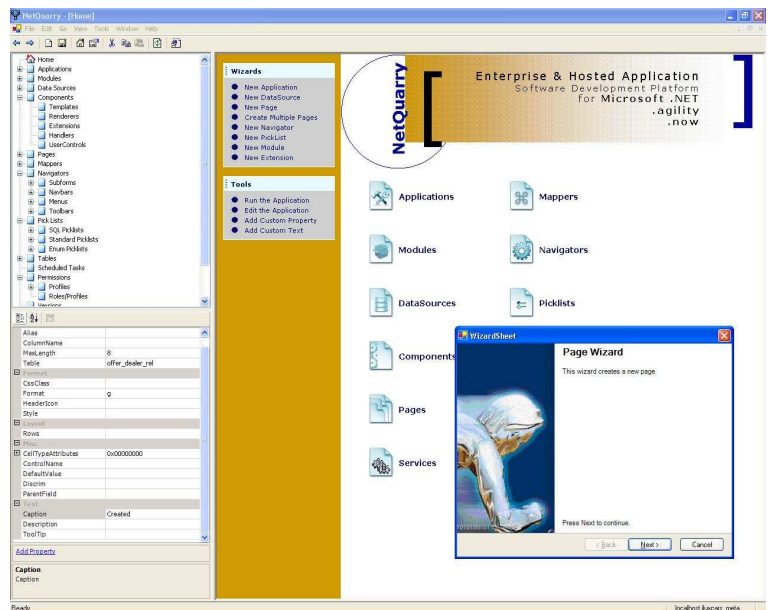 NetQuarry - [Home]
File Edit Go View Tools Window Help
Home
Applications
Modules
Data Sources
Components
Templates
Renderers
Extensions
Handlers
UserControls
Pages
Mappers
Navigators
Subforms
Navbars
Menus
Toolbars
Pick Lists
SQL Picklists
Standard Picklists
Enum Picklists
Tables
Scheduled Tasks
Permissions
Profiles
Roles/Profiles
Versions
Alias
ColumnName
MaxLength 8
Table offer_dealer_rel
Format
CssClass
Format g
HeaderIcon
Style
Layout
Rows
Misc
CellTypeAttributes 0x00000000
ControlName
DefaultValue
Discrim
ParentField
Text
Caption Created
Description
ToolTip
Add Property
Caption
Caption
Ready
Wizards
New Application
New DataSource
New Page
Create Multiple Pages
New Navigator
New PickList
New Module
New Extension
Tools
Run the Application
Edit the Application
Add Custom Property
Add Custom Text
NetQuarry
Enterprise & Hosted Application
Software Development Platform
for Microsoft .NET
.agility
.now
Applications
Mappers
Modules
Navigators
DataSources
Picklists
Components
Pages
Services
WizardSheet
Page Wizard
This wizard creates a new page.
Press Next to continue.
< Back Next > Cancel